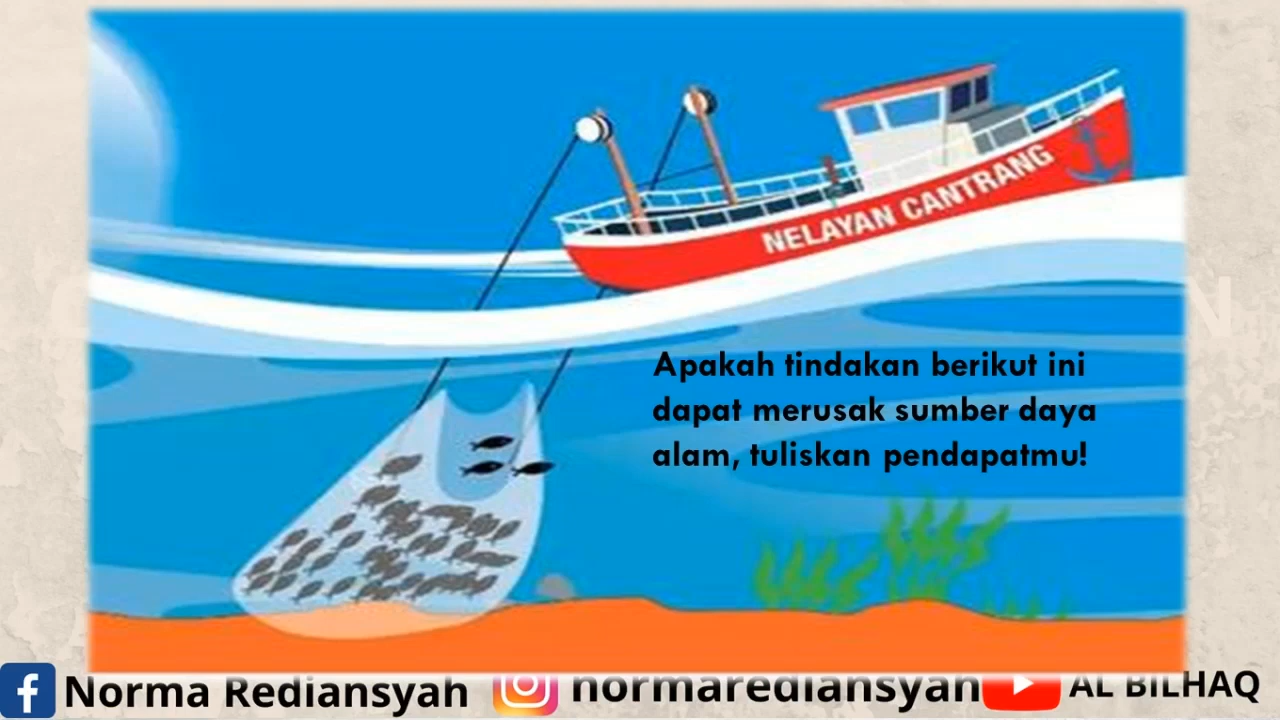 NELAYAN CANTRANG
Apakah tindakan berikut ini
dapat merusak sumber daya
alam, tuliskan pendapatmu!
Norma Rediansyah normarediansyah AL BILHAQ